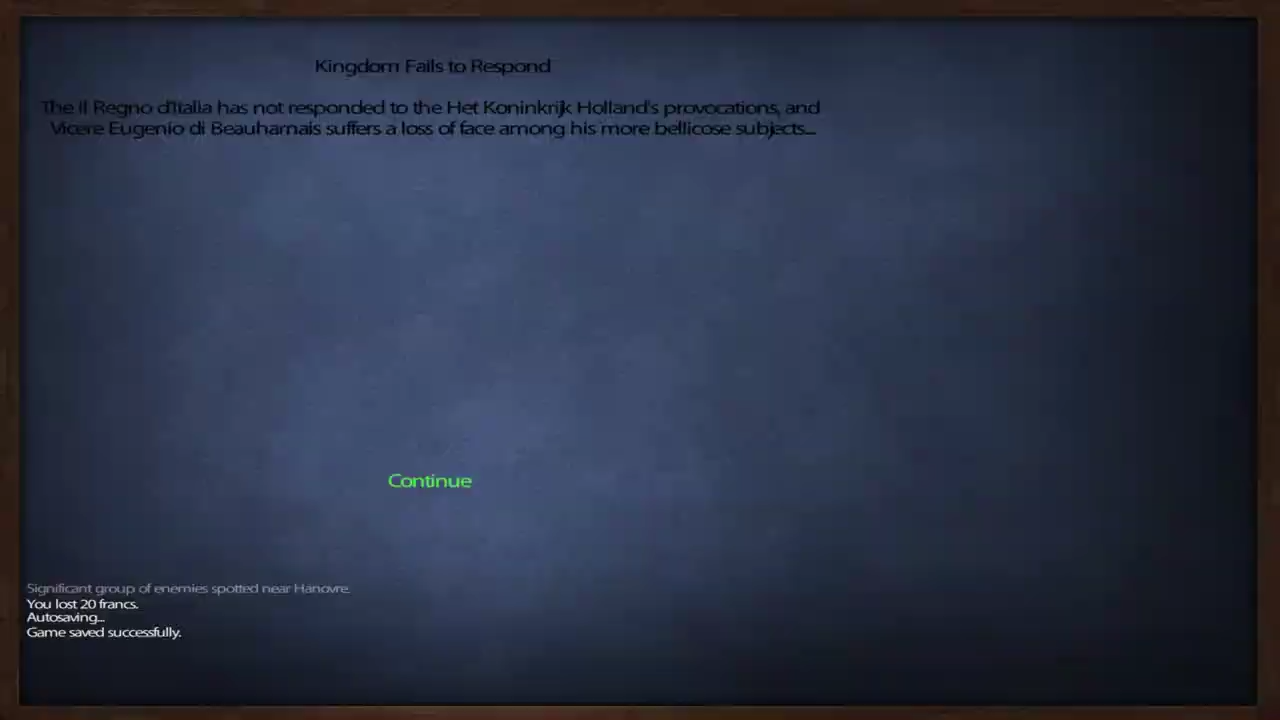 Kingdom Fails to Respond
The Il Regno d'Italia has not responded to the Het Koninkrijk Holland's provocations, and
Vicere Eugenio di Beauharnais suffers a loss of face among his more bellicose subjects...
Continue
Significant group of enemies spotted near Hanovre.
You lost 20 francs.
Autosaving...
Game saved successfully.